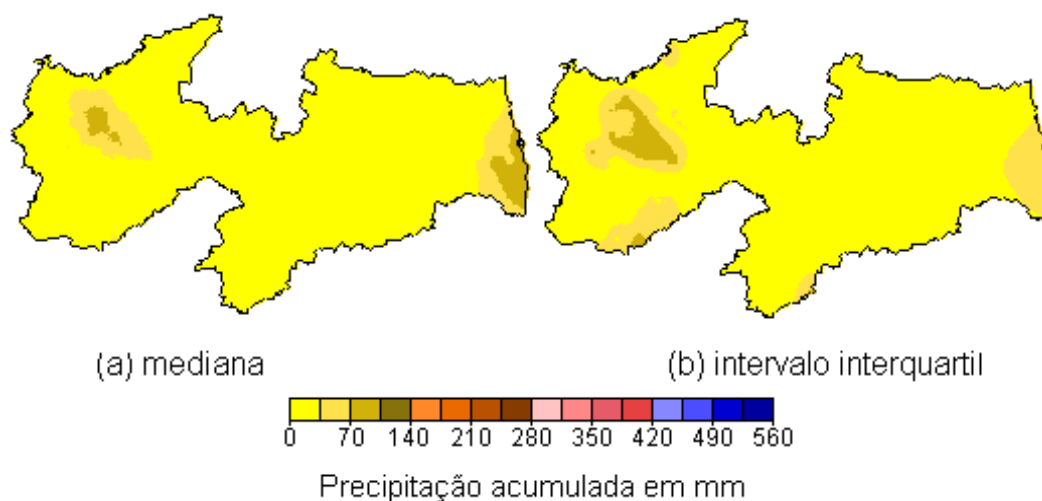 (a) mediana (b) intervalo interquartil
0 70 140 210 280 350 420 490 560
Precipitação acumulada em mm